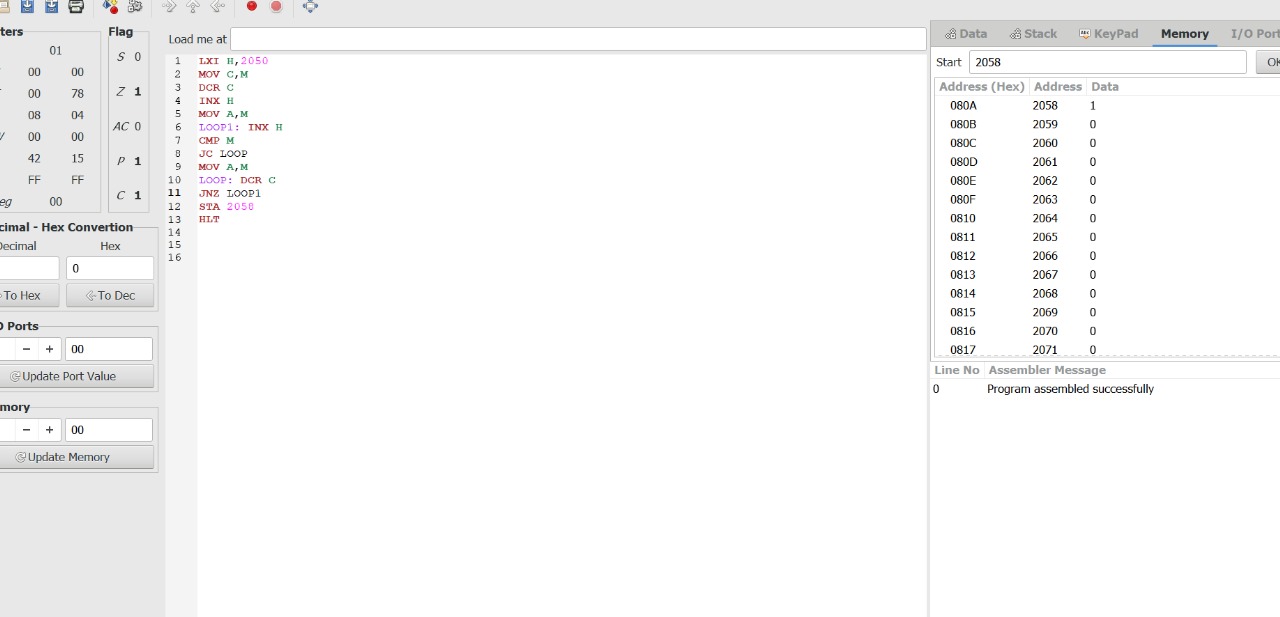 ters
Flag
01
00 00
00 78
08 04
00 00
42 15
FF FF
eg 00
S 0
Z 1
AC 0
P 1
C 1
cimal - Hex Convertion
Decimal Hex
0
To Hex To Dec
O Ports
- + 00
Update Port Value
mory
- + 00
Update Memory
Load me at
1 LXI H,2050
2 MOV C,M
3 DCR C
4 INX H
5 MOV A,M
6 LOOP1: INX H
7 CMP M
8 JC LOOP
9 MOV A,M
10 LOOP: DCR C
11 JNZ LOOP1
12 STA 2058
13 HLT
14
15
16
Data Stack KeyPad Memory I/O Port
Start 2058 OK
Address (Hex) Address Data
080A 2058 1
080B 2059 0
080C 2060 0
080D 2061 0
080E 2062 0
080F 2063 0
0810 2064 0
0811 2065 0
0812 2066 0
0813 2067 0
0814 2068 0
0815 2069 0
0816 2070 0
0817 2071 0
Line No Assembler Message
0 Program assembled successfully